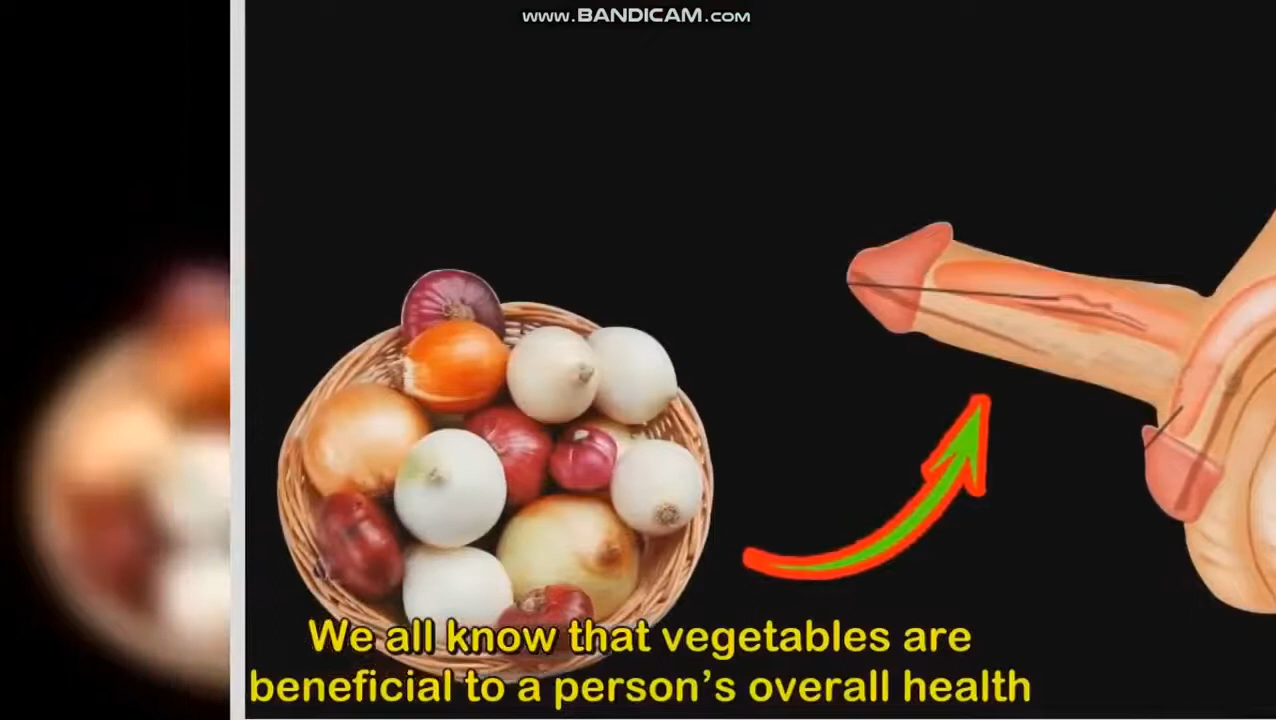 www.BANDICAM.com
We all know that vegetables are
beneficial to a person's overall health